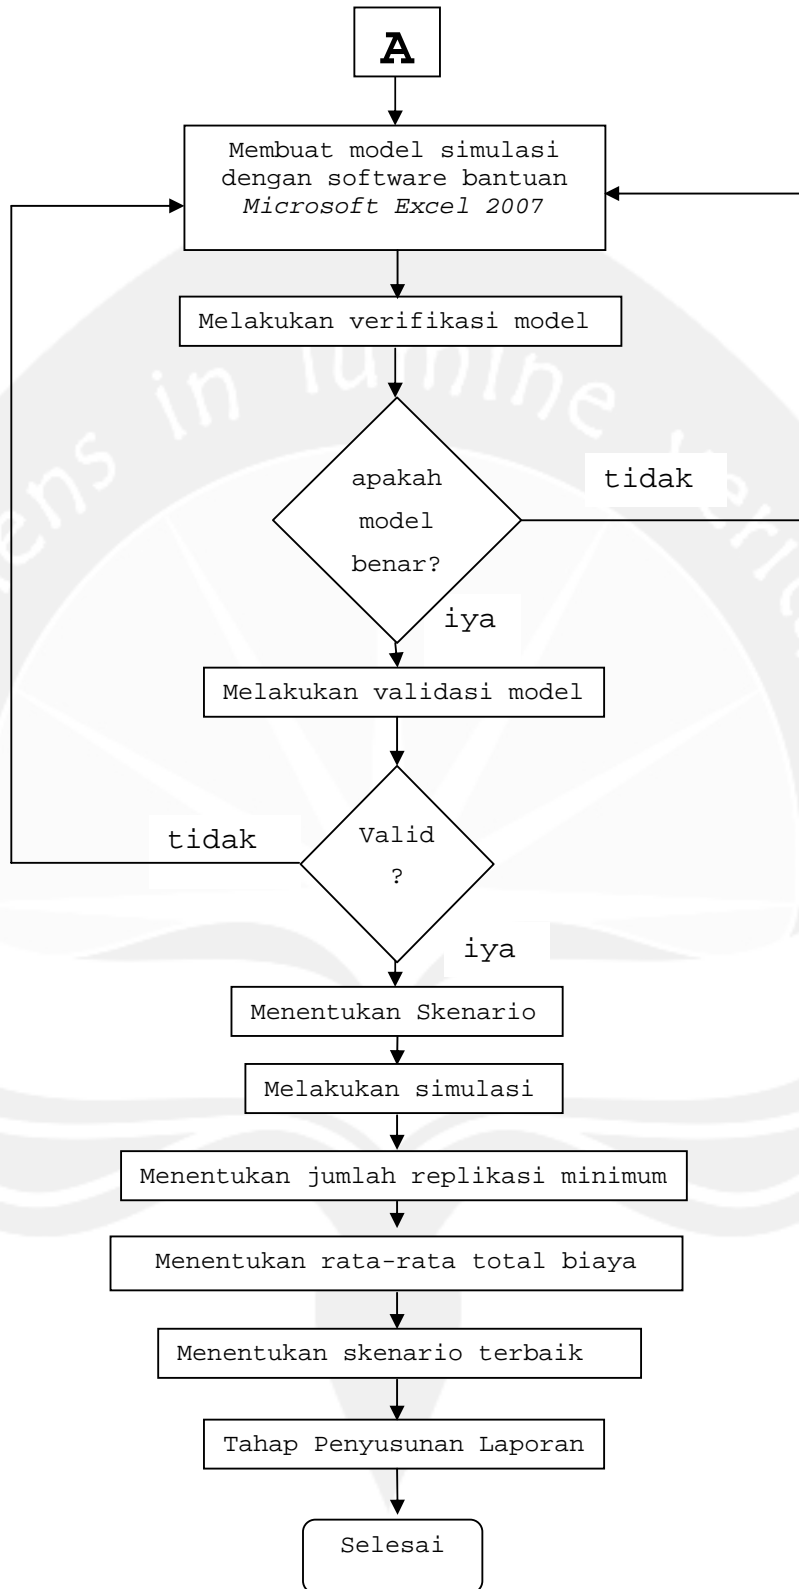 A
Membuat model simulasi
dengan software bantuan
Microsoft Excel 2007
Melakukan verifikasi model
in lumine
apakah
model
benar?
tidak
iya
Melakukan validasi model
Valid
?
tidak
iya
Menentukan Skenario
Melakukan simulasi
Menentukan jumlah replikasi minimum
Menentukan rata-rata total biaya
Menentukan skenario terbaik
Tahap Penyusunan Laporan
Selesai